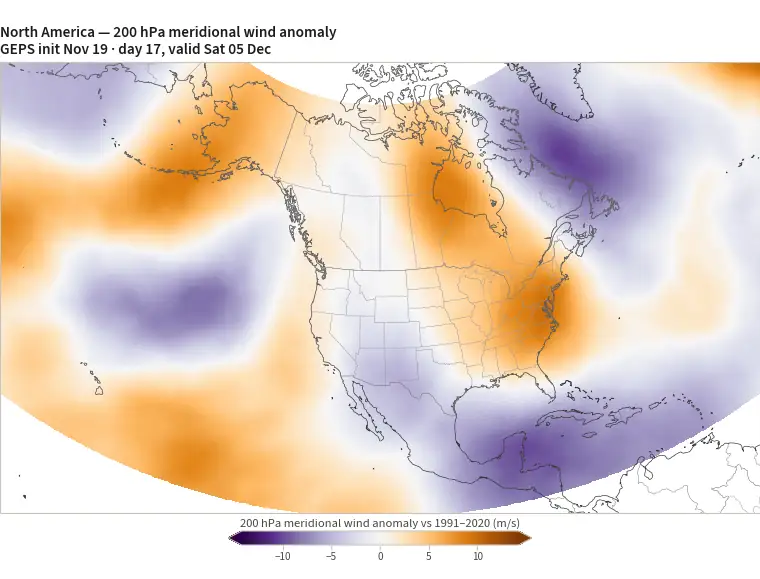 North America — 200 hPa meridional wind anomaly
GEPS init Nov 19 · day 17, valid Sat 05 Dec
200 hPa meridional wind anomaly vs 1991–2020 (m/s)
−10 −5 0 5 10